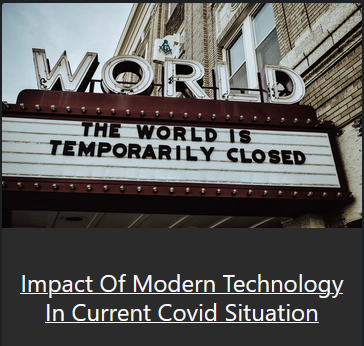 WORLD
THE WORLD IS
TEMPORARILY CLOSED
Impact Of Modern Technology
In Current Covid Situation